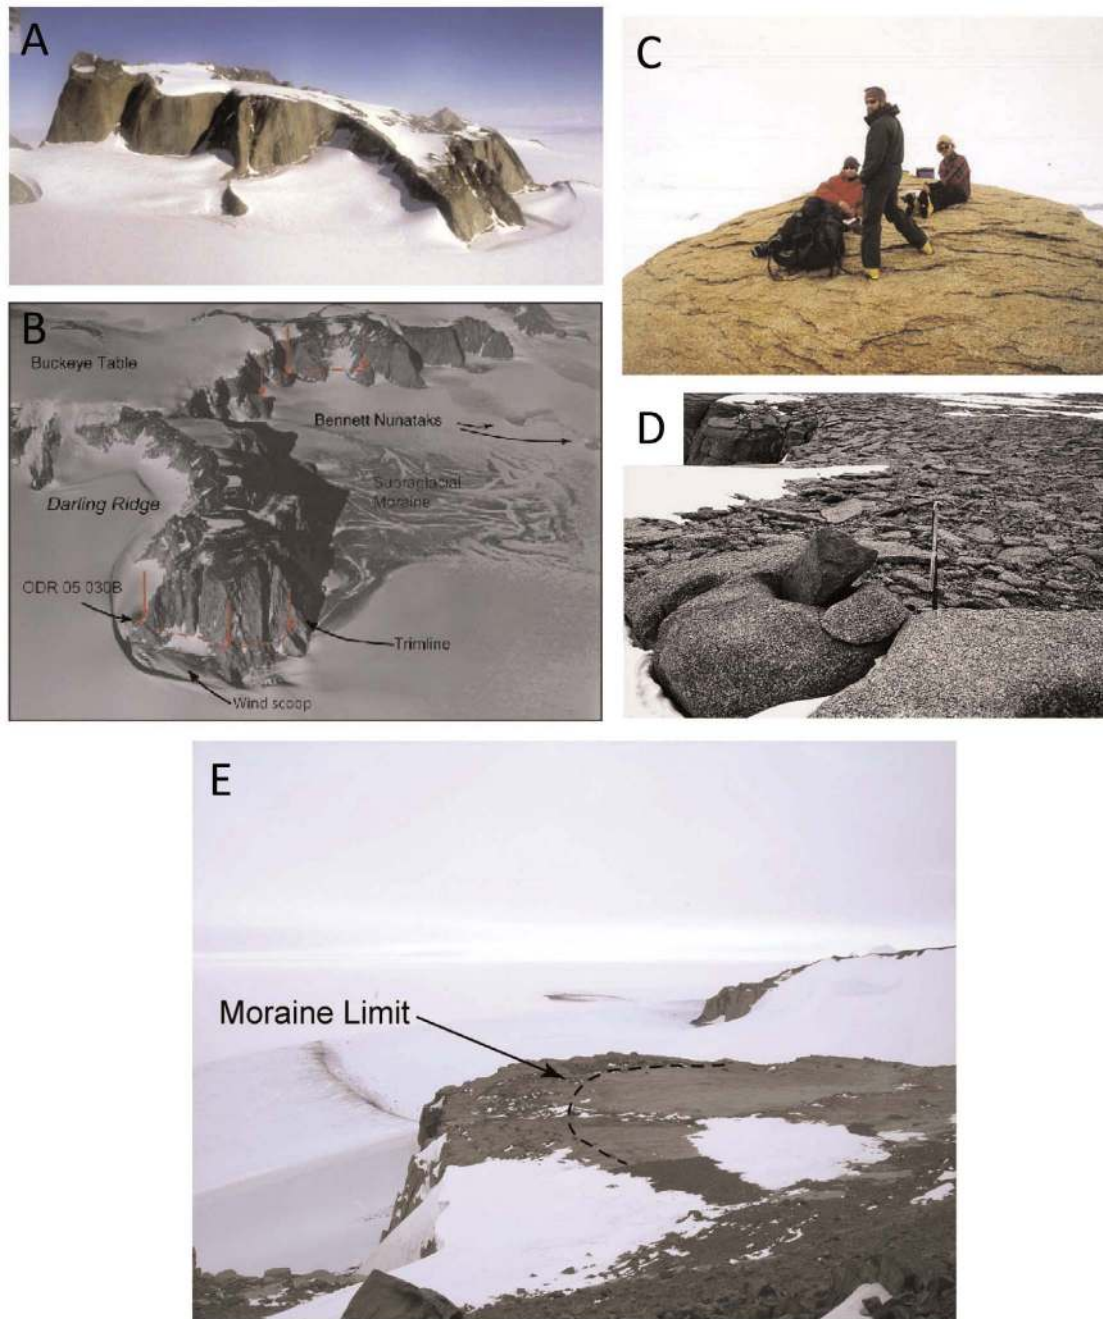 A
B
Buckeye Table
Bennett Nunataks
Supraglacial
Moraine
Darling Ridge
ODR 05 030B
Trimline
Wind scoop
C
D
E
Moraine Limit